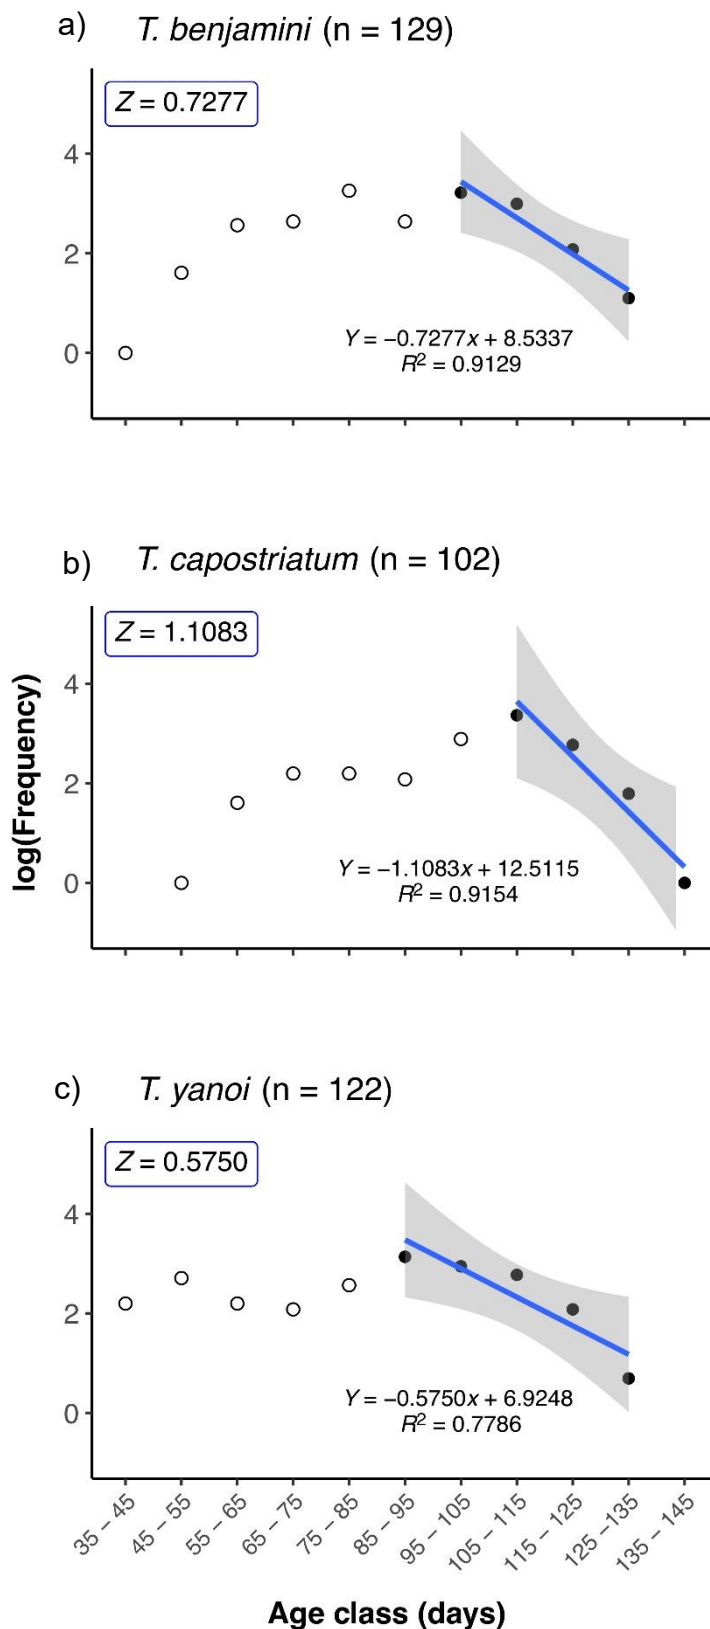 a) T. benjamini (n = 129)
Z = 0.7277
4
2
0
Y = −0.7277x + 8.5337
R² = 0.9129
b) T. capostriatum (n = 102)
Z = 1.1083
4
2
0
Y = −1.1083x + 12.5115
R² = 0.9154
log(Frequency)
c) T. yanoi (n = 122)
Z = 0.5750
4
2
0
Y = −0.5750x + 6.9248
R² = 0.7786
35 – 45
45 – 55
55 – 65
65 – 75
75 – 85
85 – 95
95 – 105
105 – 115
115 – 125
125 –135
135 – 145
Age class (days)